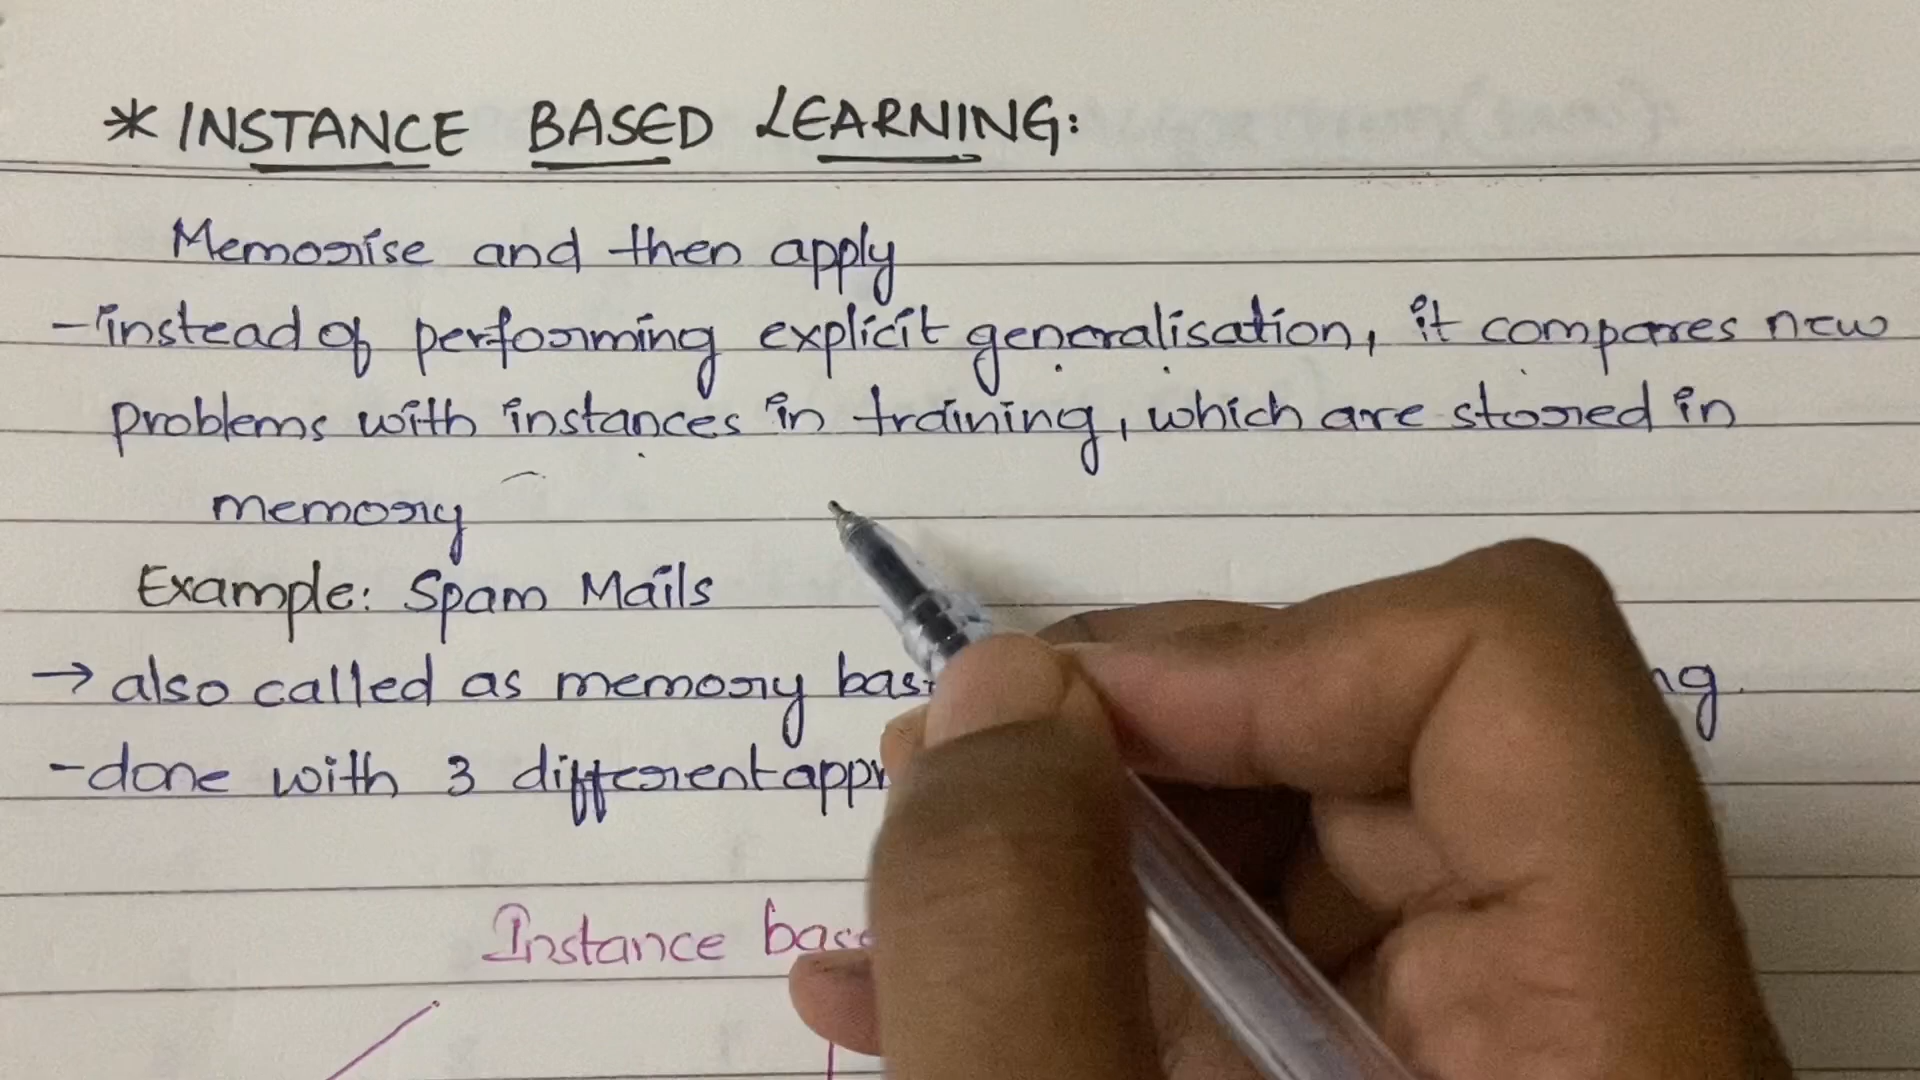 * INSTANCE BASED LEARNING:
Memorise and then apply
- instead of performing explicit generalisation, it compares new
problems with instances in training, which are stored in
memory
Example: Spam Mails
→ also called as memory
- done with 3 different
Instance